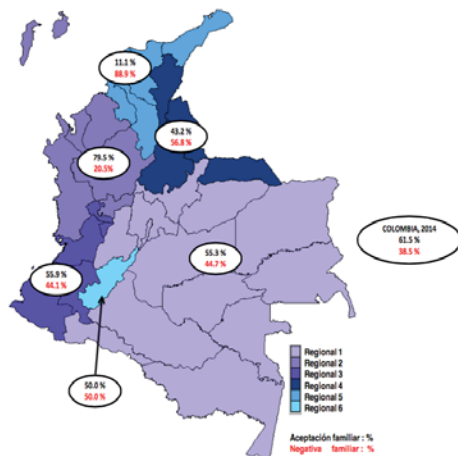 11.1 %
88.9 %
43.2 %
56.8 %
79.5 %
20.5%
COLOMBIA, 2014
61.5 %
38.5 %
55.3 %
44.7 %
55.9 %
44.1 %
50.0 %
50.0 %
Regional 1
Regional 2
Regional 3
Regional 4
Regional 5
Regional 6
Aceptación familiar : %
Negativa familiar : %